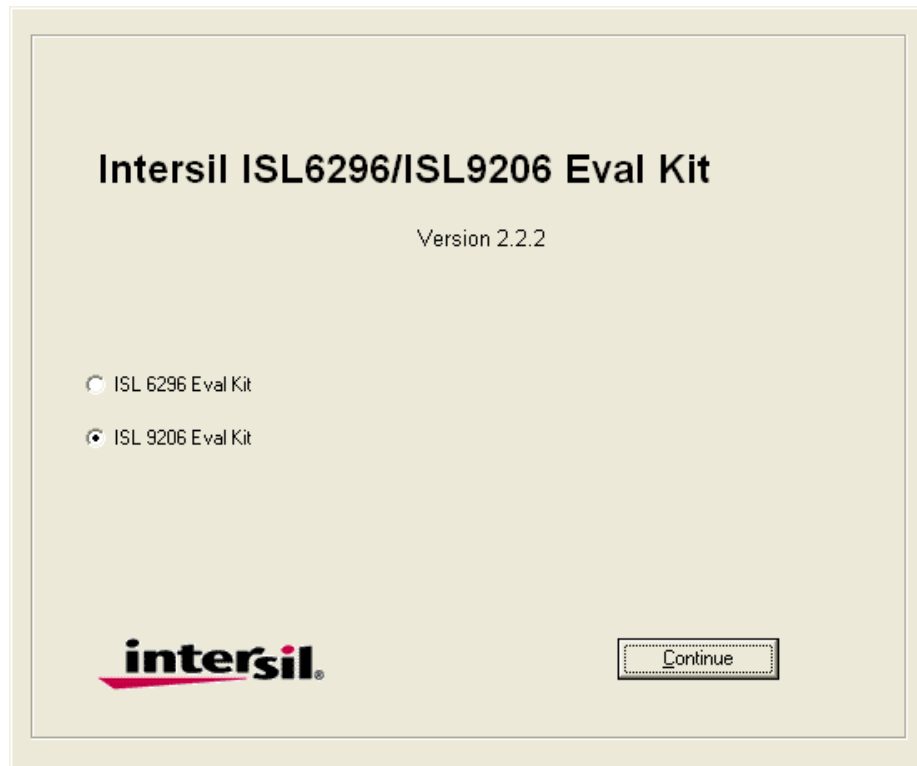 Intersil ISL6296/ISL9206 Eval Kit
Version 2.2.2
ISL 6296 Eval Kit
ISL 9206 Eval Kit
intersil®
Continue